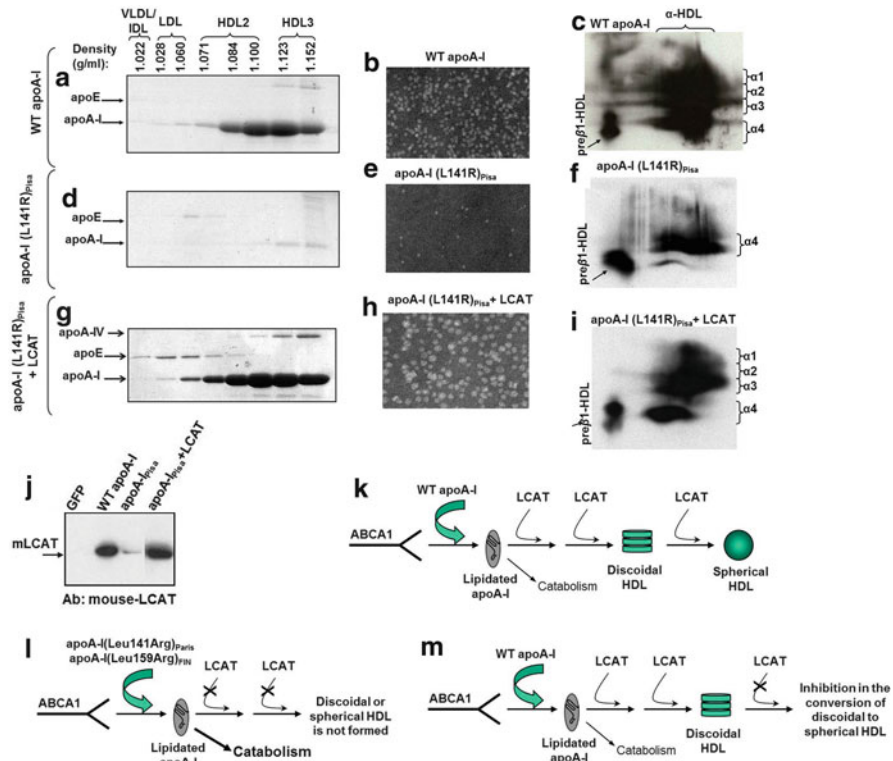 VLDL/
IDL
LDL
HDL2
HDL3
Density
(g/ml):
1.022
1.028
1.060
1.071
1.084
1.100
1.123
1.152
a
WT apoA-I
apoE
apoA-I
b
WT apoA-I
c
WT apoA-I
α-HDL
α1
α2
α3
α4
preβ1-HDL
d
apoA-I (L141R)Pisa
apoE
apoA-I
e
apoA-I (L141R)Pisa
f
apoA-I (L141R)Pisa
α4
preβ1-HDL
g
apoA-I (L141R)Pisa
+ LCAT
apoA-IV
apoE
apoA-I
h
apoA-I (L141R)Pisa+ LCAT
i
apoA-I (L141R)Pisa+ LCAT
α1
α2
α3
α4
preβ1-HDL
j
GFP
WT apoA-I
apoA-IPisa
apoA-IPisa+LCAT
mLCAT
Ab: mouse-LCAT
k
WT apoA-I
LCAT
LCAT
LCAT
ABCA1
Lipidated
apoA-I
Catabolism
Discoidal
HDL
Spherical
HDL
l
apoA-I(Leu141Arg)Paris
apoA-I(Leu159Arg)FIN
LCAT
LCAT
ABCA1
Lipidated
apoA-I
Catabolism
Discoidal or
spherical HDL
is not formed
m
WT apoA-I
LCAT
LCAT
LCAT
ABCA1
Lipidated
apoA-I
Catabolism
Discoidal
HDL
Inhibition in the
conversion of
discoidal to
spherical HDL